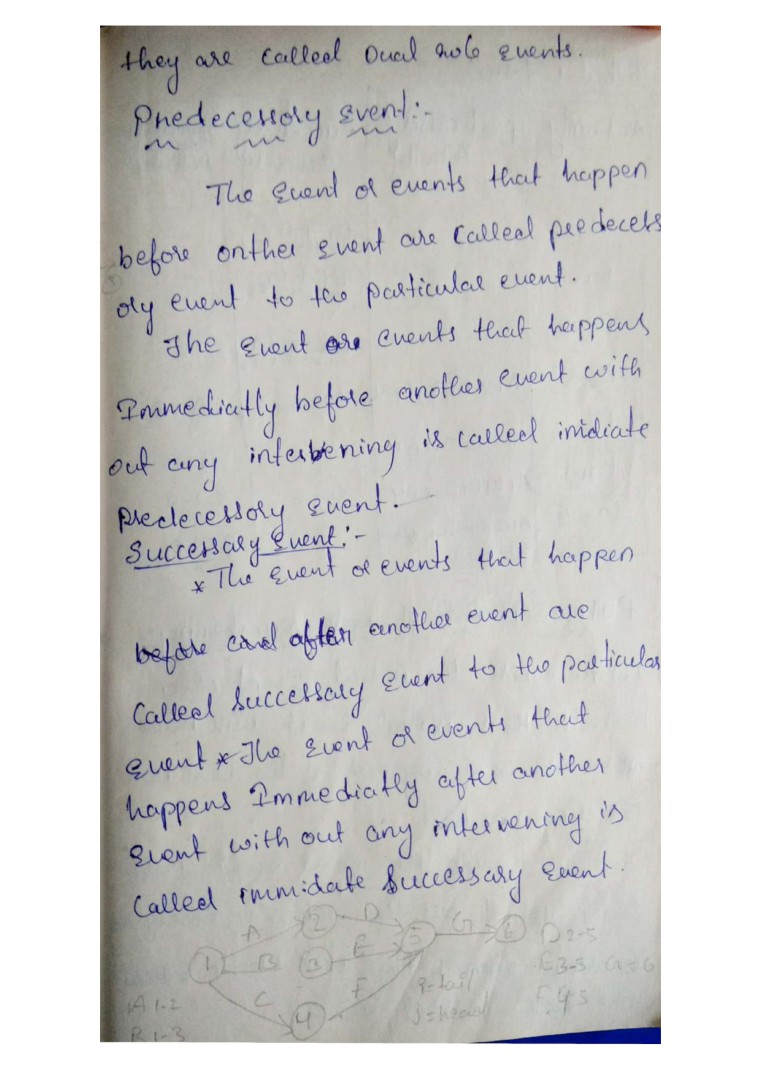 they are called Dual role events.
Predecessory event:-
The Event or events that happen
before onther event are called predecess
ory event to the particular event.
The Event or events that happens
Immediatly before another event with
out any intervening is called imidiate
predecessory event.
Successary Event:-
* The Event or events that happen
before and after another event are
called Successary event to the particular
event * The event or events that
happens Immediatly after another
Event with out any intervening is
called immidate Successary event.
A 2 D
1 B 3 E 5 G 6 D 2-5
C F E 3-5 G 5 6
4 i=tail F 4 5
A 1-2 j=head
B 1-3